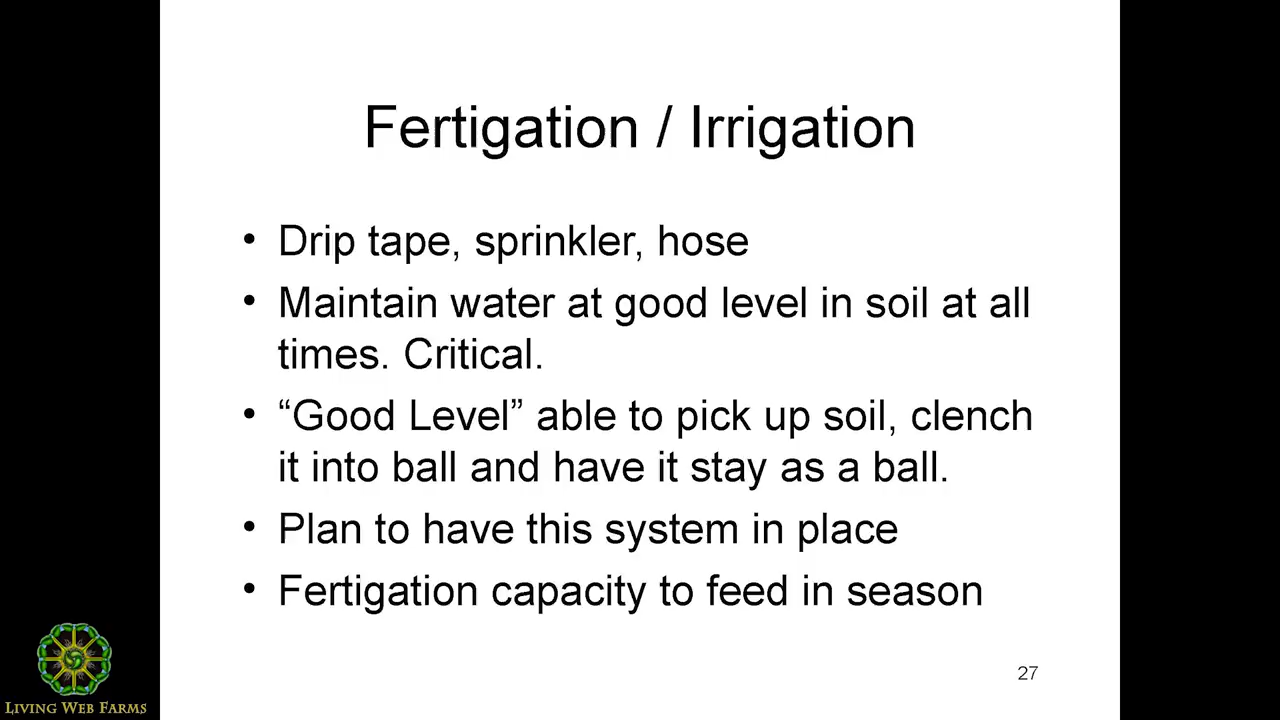 Fertigation / Irrigation
• Drip tape, sprinkler, hose
• Maintain water at good level in soil at all
times. Critical.
• “Good Level” able to pick up soil, clench
it into ball and have it stay as a ball.
• Plan to have this system in place
• Fertigation capacity to feed in season
27
LIVING WEB FARMS